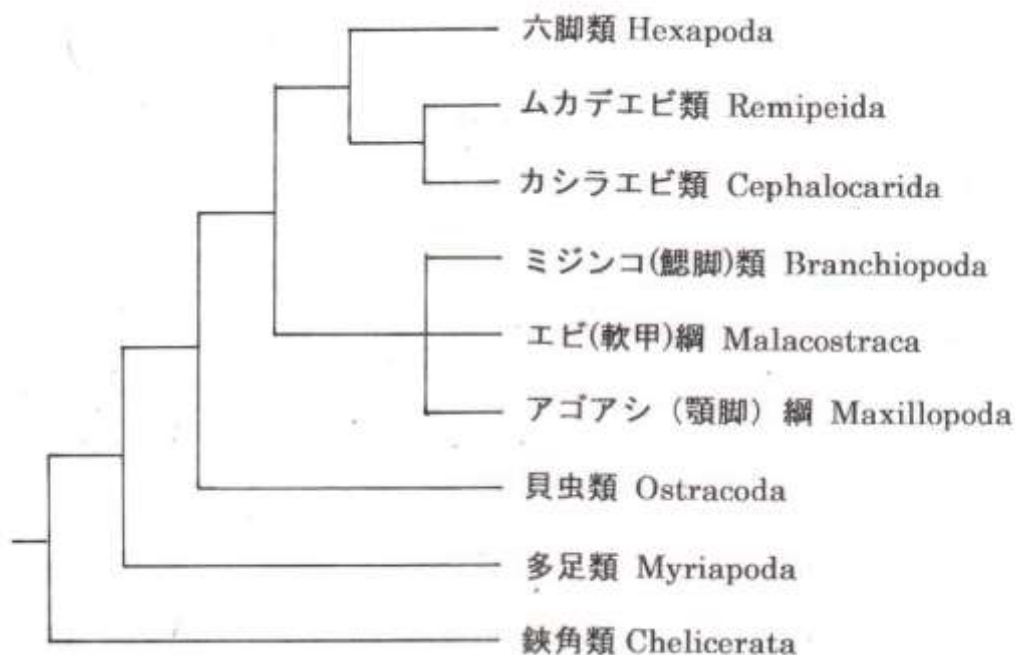 六脚類 Hexapoda
ムカデエビ類 Remipeida
カシラエビ類 Cephalocarida
ミジンコ(鰓脚)類 Branchiopoda
エビ(軟甲)綱 Malacostraca
アゴアシ（顎脚）綱 Maxillopoda
貝虫類 Ostracoda
多足類 Myriapoda
鋏角類 Chelicerata